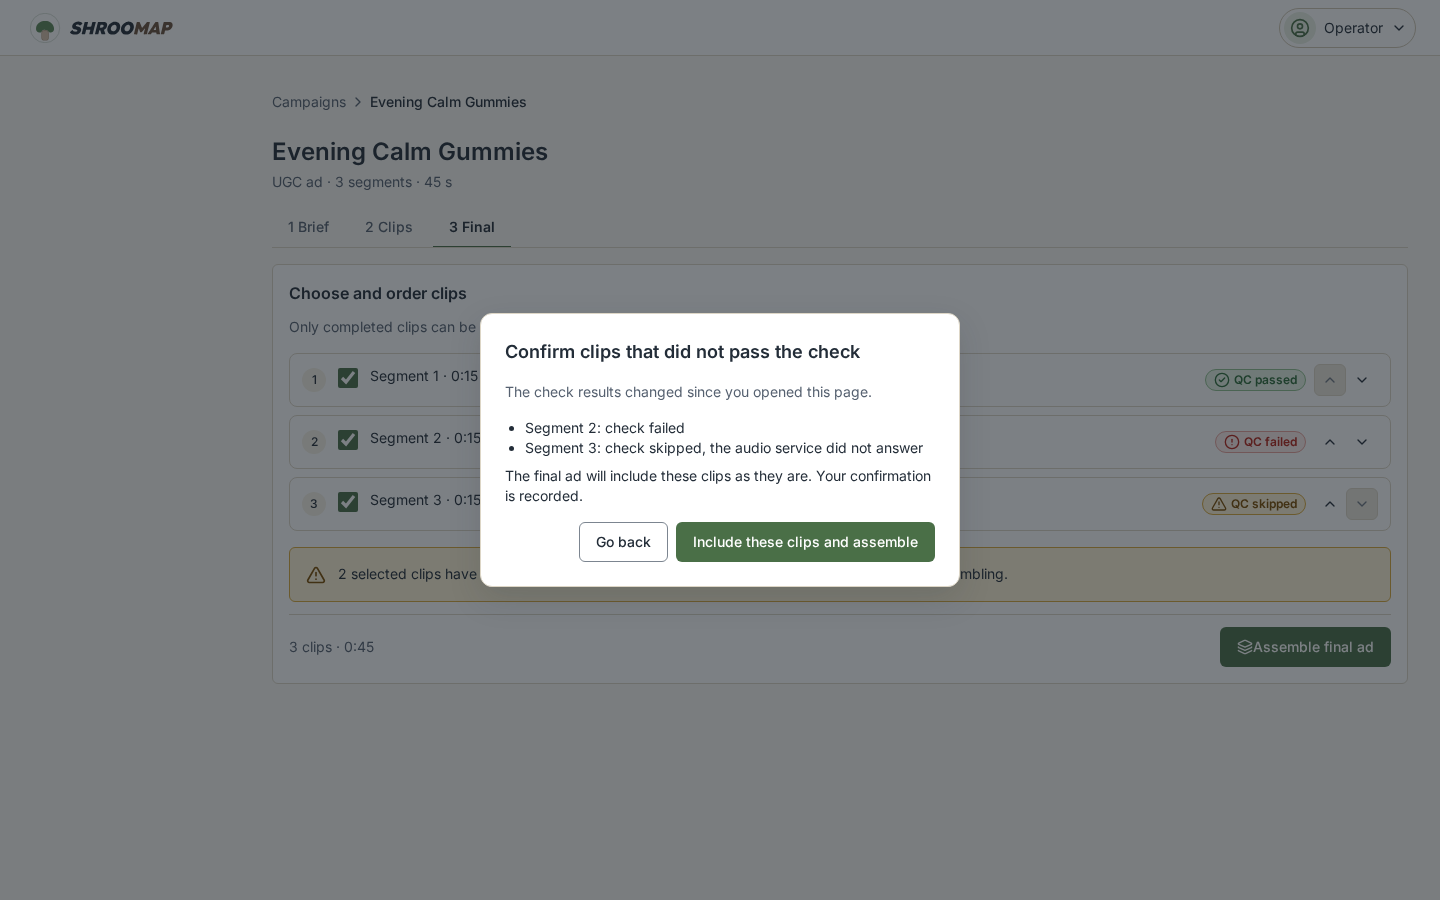 SHROOMAP
Operator
Campaigns > Evening Calm Gummies
Evening Calm Gummies
UGC ad · 3 segments · 45 s
1 Brief 2 Clips 3 Final
Choose and order clips
Only completed clips can be
Confirm clips that did not pass the check
The check results changed since you opened this page.
• Segment 2: check failed
• Segment 3: check skipped, the audio service did not answer
The final ad will include these clips as they are. Your confirmation
is recorded.
Go back Include these clips and assemble
1 Segment 1 · 0:15 QC passed
2 Segment 2 · 0:15 QC failed
3 Segment 3 · 0:15 QC skipped
2 selected clips have
3 clips · 0:45 Assemble final ad